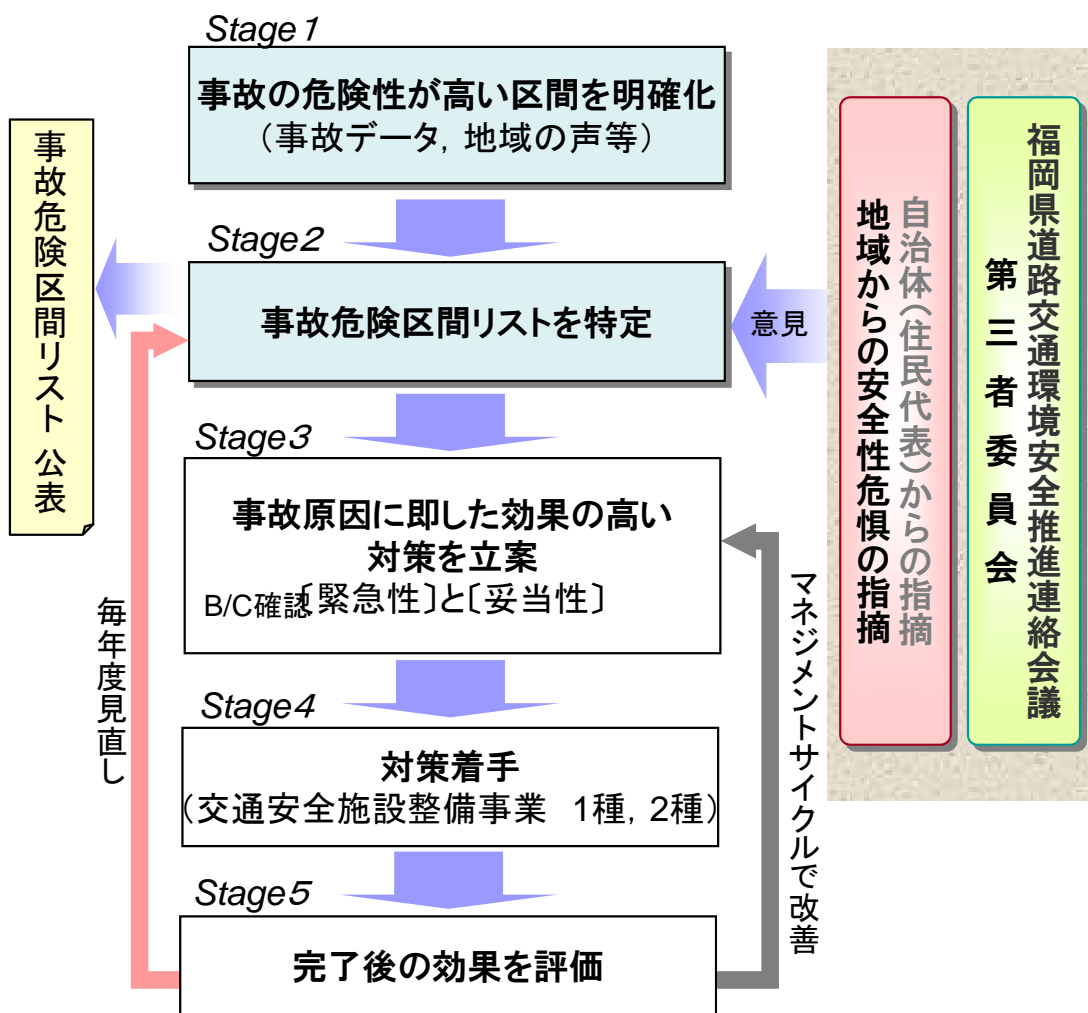 Stage1
事故の危険性が高い区間を明確化
（事故データ，地域の声等）
Stage2
事故危険区間リストを特定
事故危険区間リスト 公表
意見
自治体（住民代表）からの指摘
地域からの安全性危惧の指摘
福岡県道路交通環境安全推進連絡会議
第三者委員会
Stage3
事故原因に即した効果の高い
対策を立案
B/C確認〔緊急性〕と〔妥当性〕
Stage4
対策着手
（交通安全施設整備事業　1種，2種）
Stage5
完了後の効果を評価
毎年度見直し
マネジメントサイクルで改善